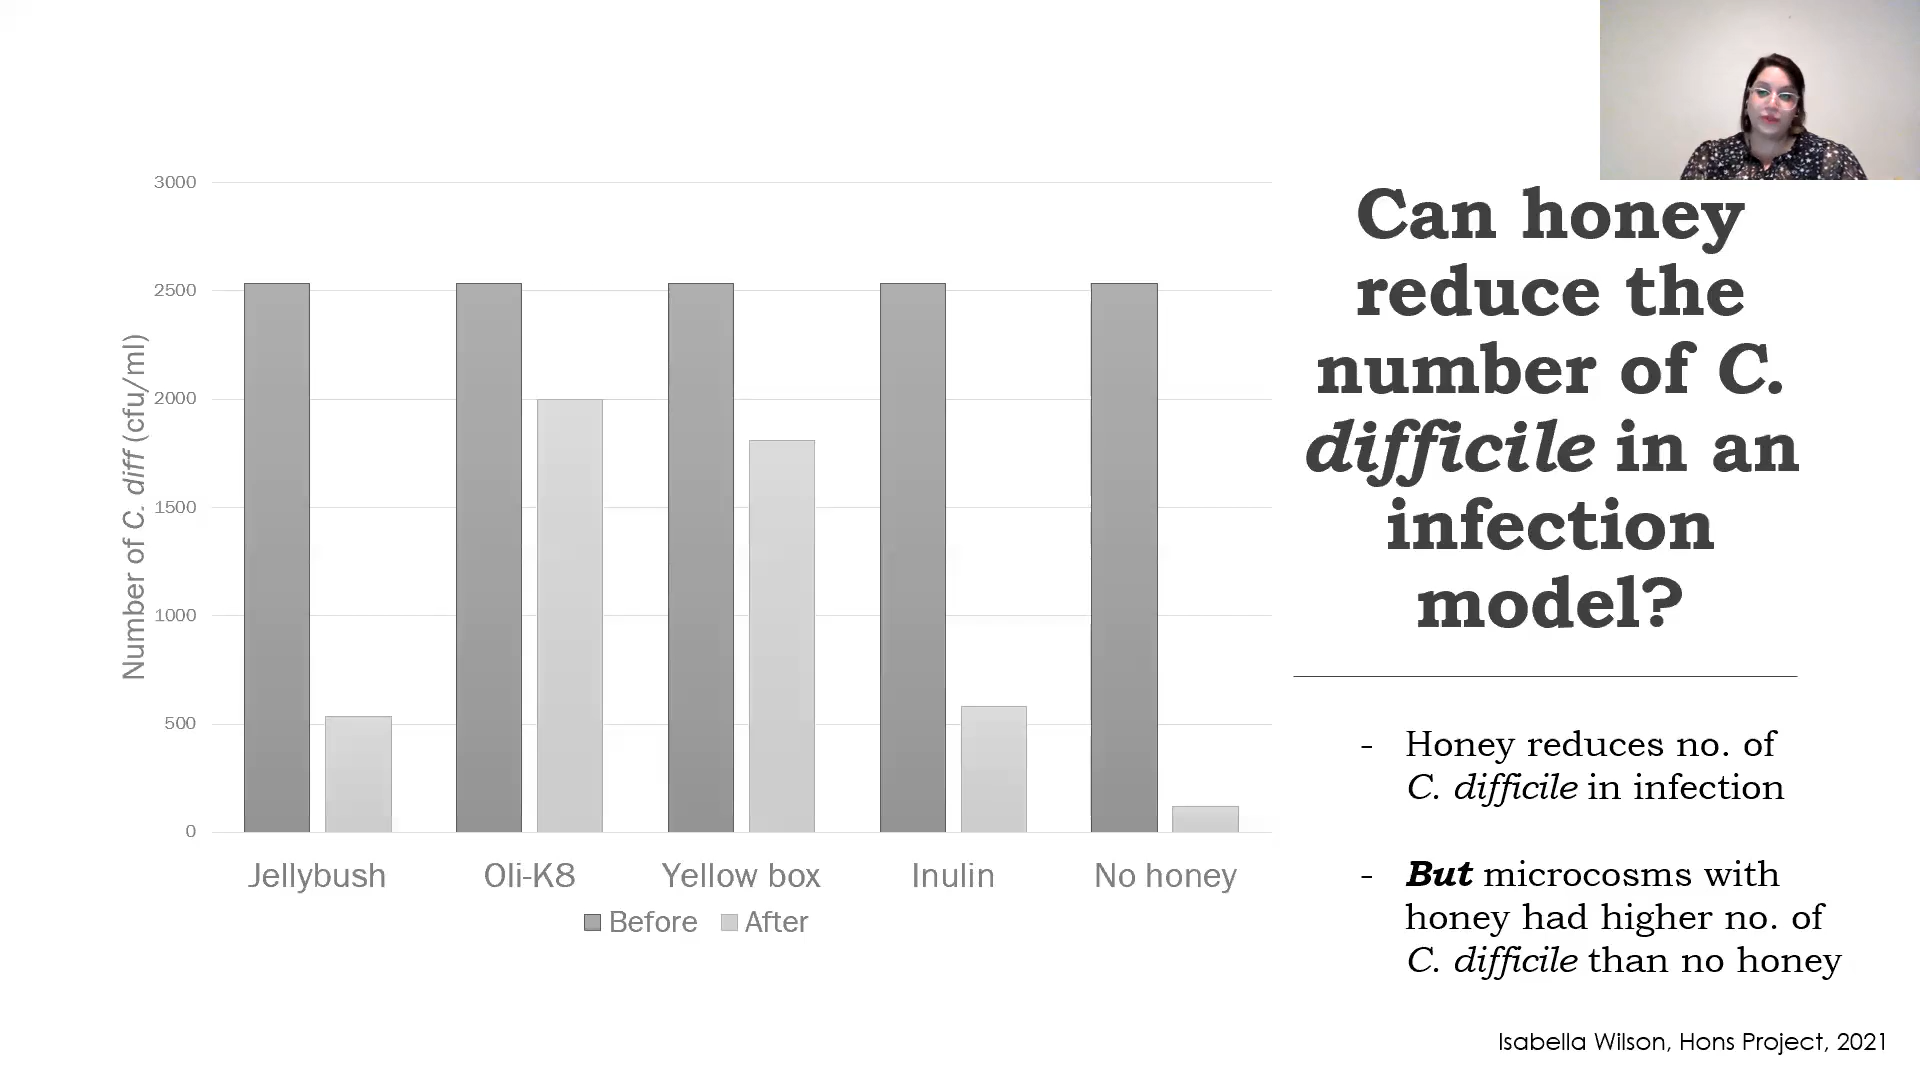 Can honey
reduce the
number of C.
difficile in an
infection
model?
- Honey reduces no. of
C. difficile in infection
- But microcosms with
honey had higher no. of
C. difficile than no honey
Isabella Wilson, Hons Project, 2021
Number of C. diff (cfu/ml)
3000
2500
2000
1500
1000
500
0
Jellybush Oli-K8 Yellow box Inulin No honey
Before After